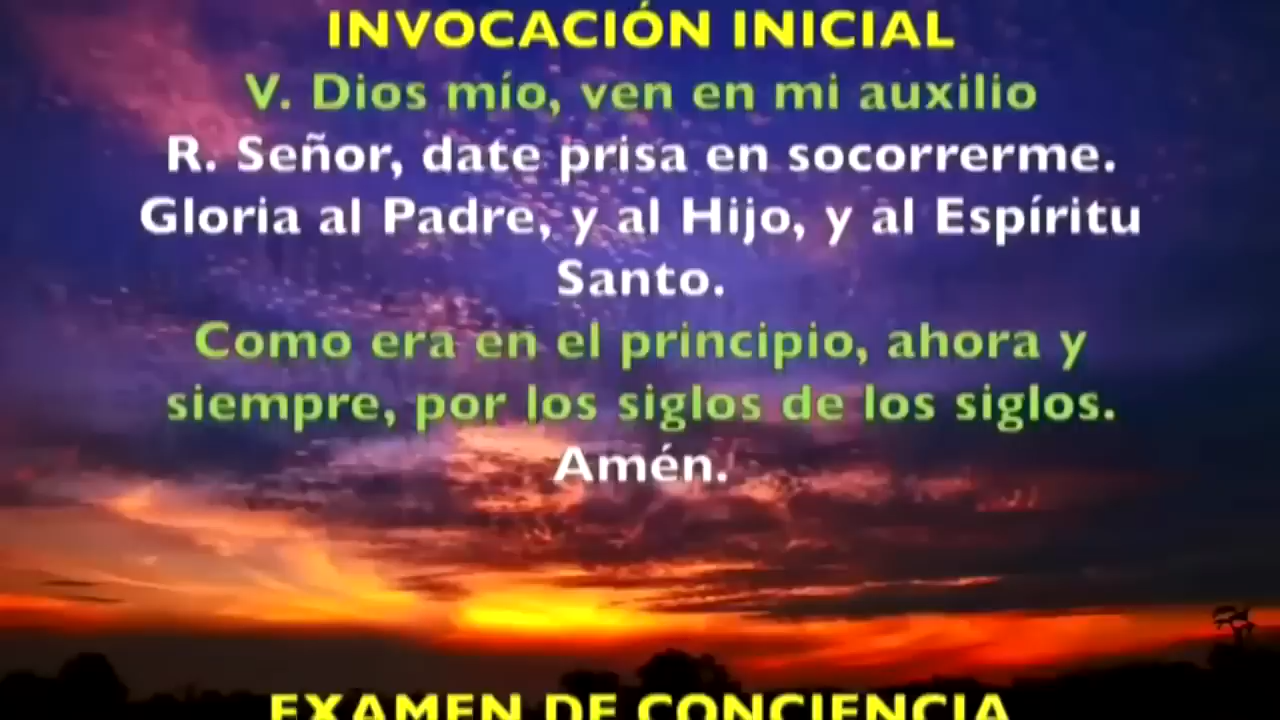 INVOCACIÓN INICIAL
V. Dios mío, ven en mi auxilio
R. Señor, date prisa en socorrerme.
Gloria al Padre, y al Hijo, y al Espíritu
Santo.
Como era en el principio, ahora y
siempre, por los siglos de los siglos.
Amén.
EXAMEN DE CONCIENCIA